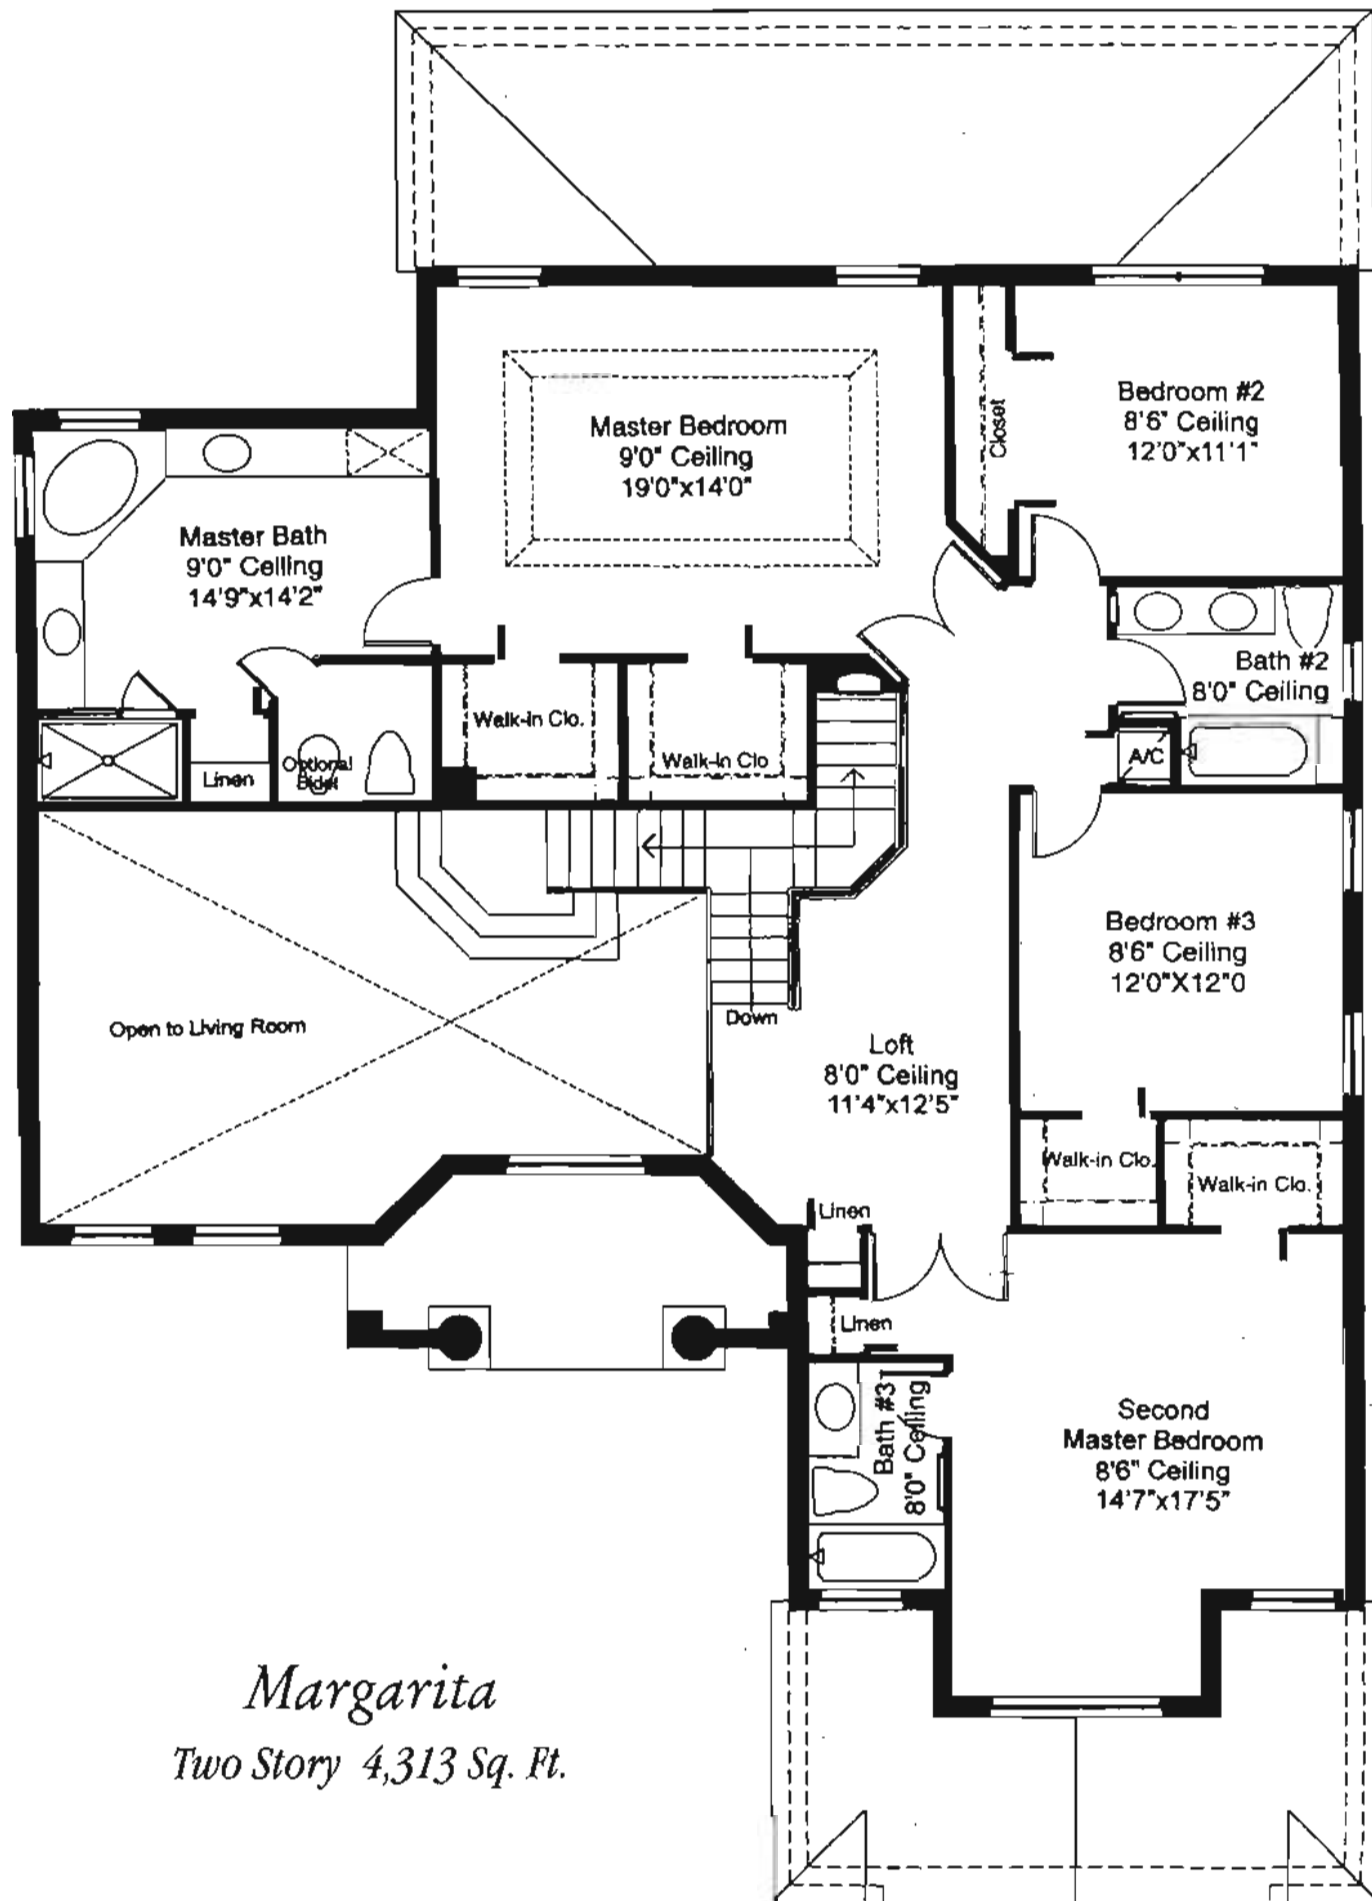 Bedroom #2
8'6" Ceiling
12'0"x11'1"
Closet
Master Bedroom
9'0" Ceiling
19'0"x14'0"
Master Bath
9'0" Ceiling
14'9"x14'2"
Bath #2
8'0" Ceiling
Walk-in Clo.
Walk-in Clo
A/C
Linen
Optional
Bidet
Bedroom #3
8'6" Ceiling
12'0"X12"0
Open to Living Room
Down
Loft
8'0" Ceiling
11'4"x12'5"
Walk-in Clo.
Walk-in Clo.
Linen
Linen
Bath #3
8'0" Ceiling
Second
Master Bedroom
8'6" Ceiling
14'7"x17'5"
Margarita
Two Story 4,313 Sq. Ft.